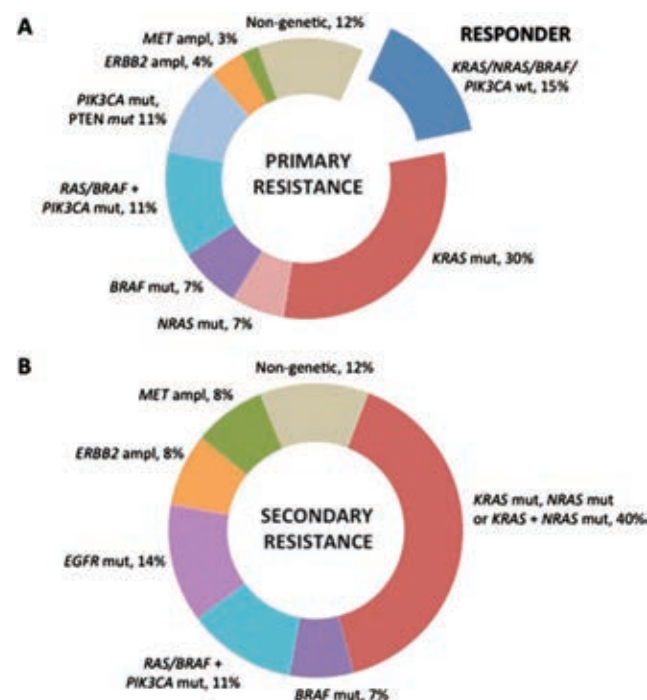 A
Non-genetic, 12%
MET ampl, 3%
ERBB2 ampl, 4%
PIK3CA mut,
PTEN mut 11%
RAS/BRAF +
PIK3CA mut, 11%
BRAF mut, 7%
NRAS mut, 7%
KRAS mut, 30%
RESPONDER
KRAS/NRAS/BRAF/
PIK3CA wt, 15%
PRIMARY
RESISTANCE
B
Non-genetic, 12%
MET ampl, 8%
ERBB2 ampl, 8%
EGFR mut, 14%
RAS/BRAF +
PIK3CA mut, 11%
BRAF mut, 7%
KRAS mut, NRAS mut
or KRAS + NRAS mut, 40%
SECONDARY
RESISTANCE